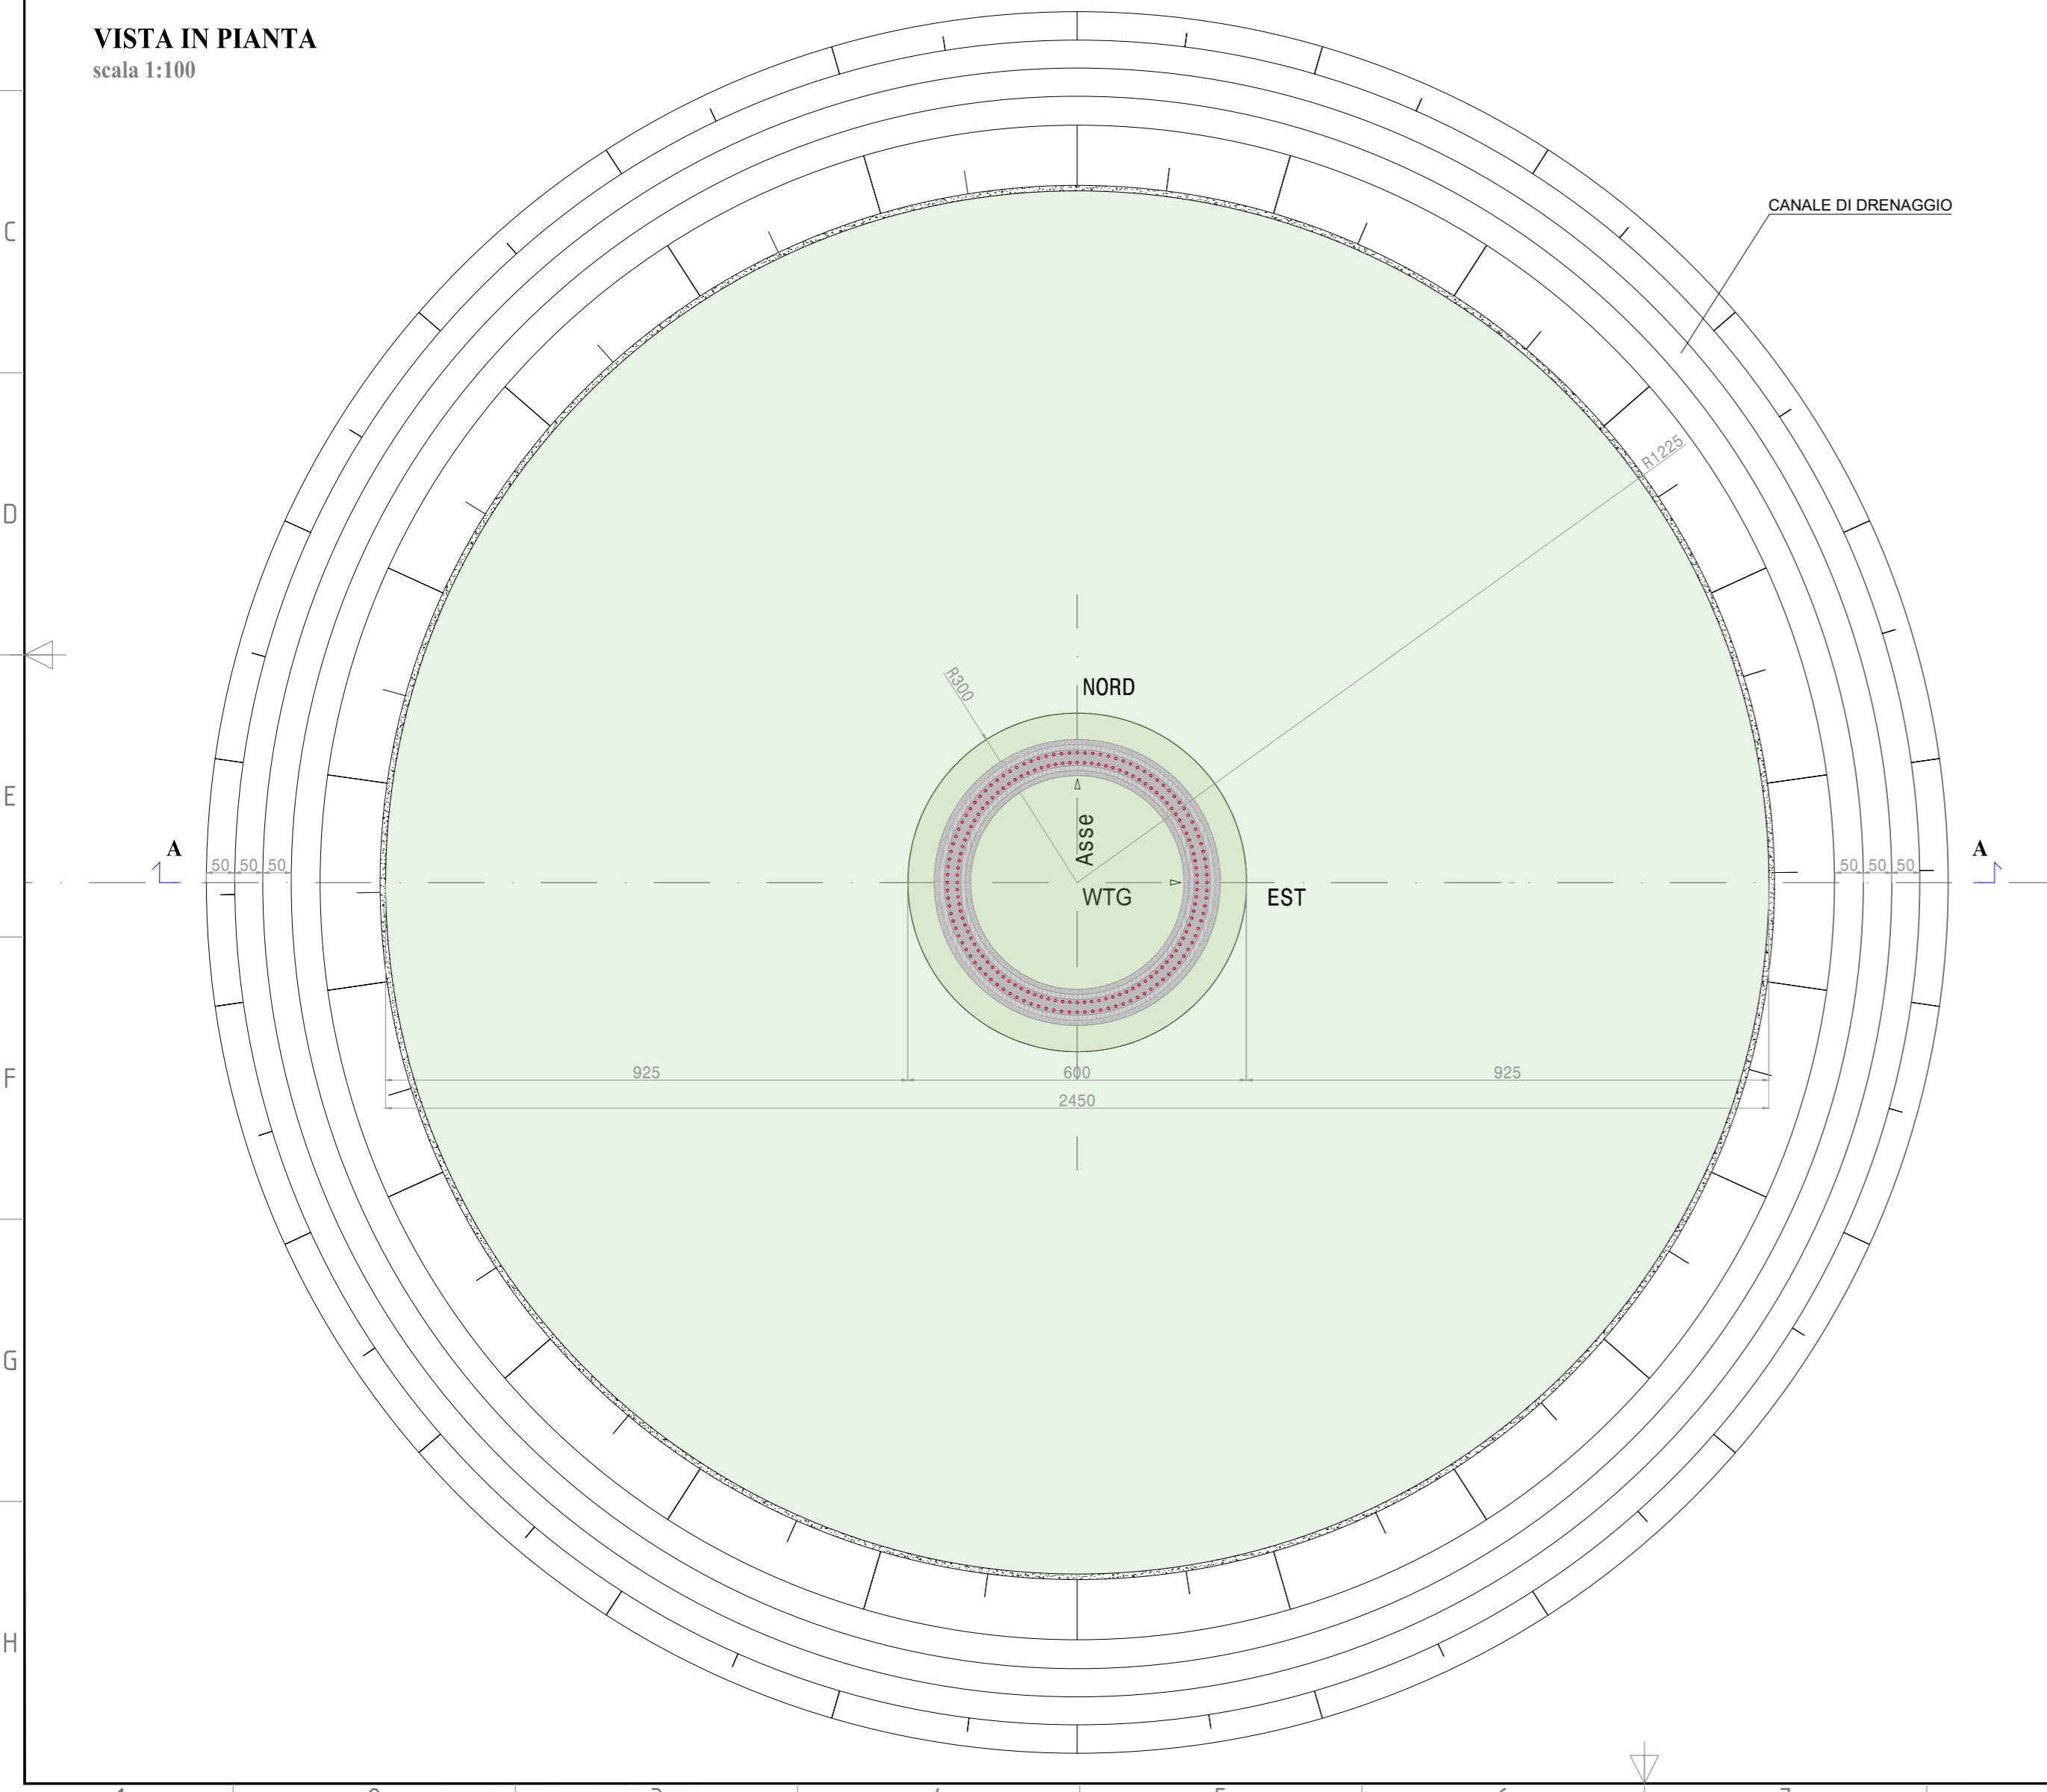 VISTA IN PIANTA
scala 1:100
CANALE DI DRENAGGIO
C
R1225
D
R300
NORD
E
Asse
A
A
50 50 50
50 50 50
WTG
EST
F
925
600
925
2450
G
H